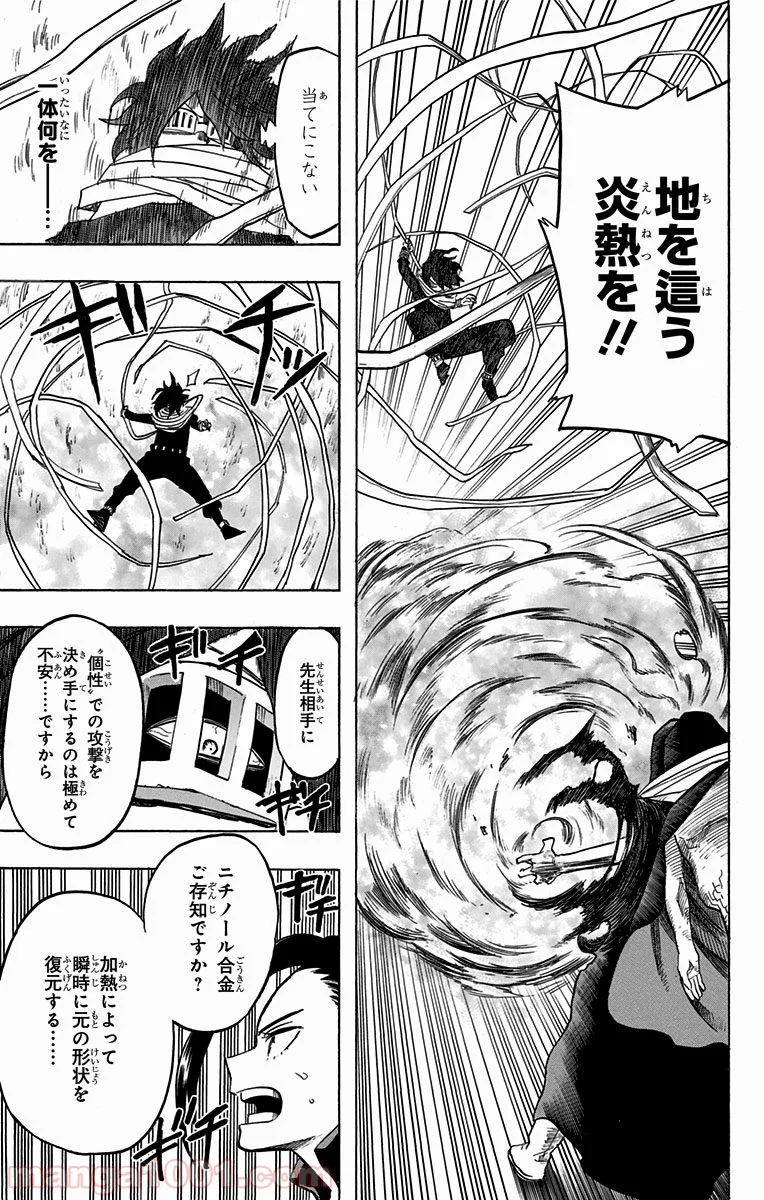 地を這う
炎熱を!!
当てにこない
一体何を━━……
ギギ
先生相手に
“個性”での攻撃を
決め手にするのは極めて
不安……ですから
ギチ
ギチ
ニチノール合金
ご存知ですか?
加熱によって
瞬時に元の形状を
復元する……
ギチ
ギチ
manga1001.com